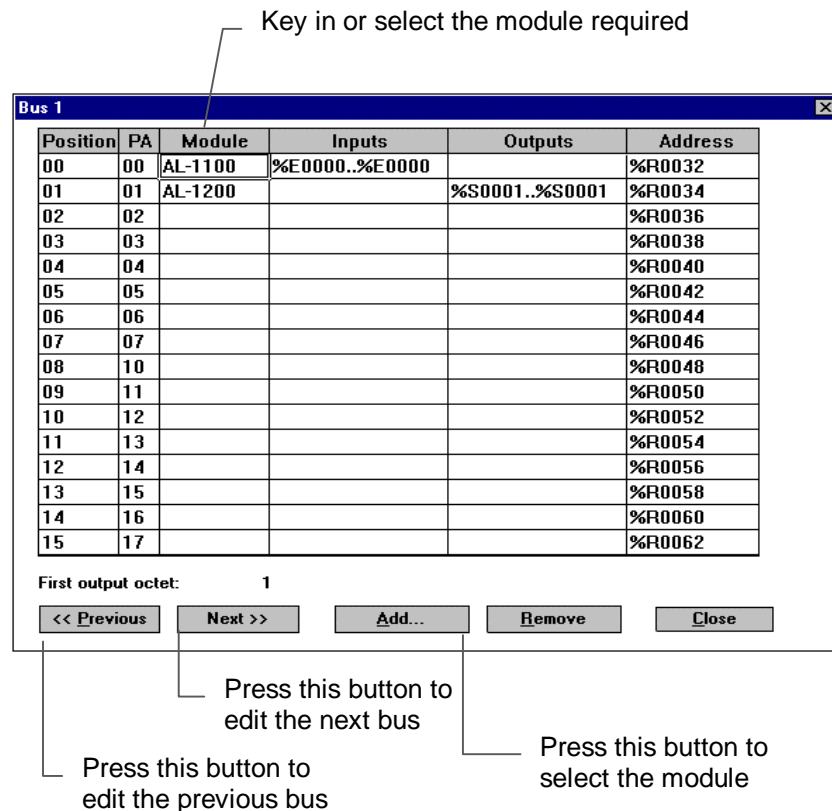 Key in or select the module required
Bus 1
Position PA Module Inputs Outputs Address
00 00 AL-1100 %E0000..%E0000 %R0032
01 01 AL-1200 %S0001..%S0001 %R0034
02 02 %R0036
03 03 %R0038
04 04 %R0040
05 05 %R0042
06 06 %R0044
07 07 %R0046
08 10 %R0048
09 11 %R0050
10 12 %R0052
11 13 %R0054
12 14 %R0056
13 15 %R0058
14 16 %R0060
15 17 %R0062
First output octet: 1
<< Previous Next >> Add... Remove Close
Press this button to
edit the next bus
Press this button to
select the module
Press this button to
edit the previous bus